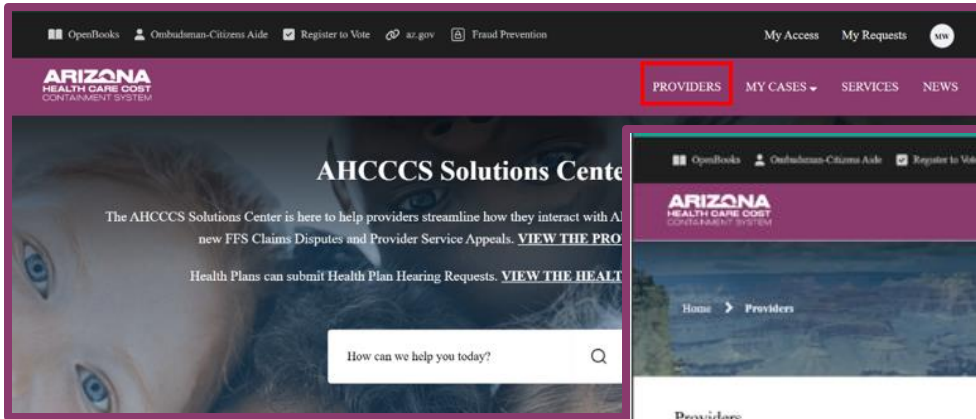 OpenBooks Ombudsman-Citizens Aide Register to Vote az.gov Fraud Prevention My Access My Requests MW
ARIZONA
HEALTH CARE COST
CONTAINMENT SYSTEM
PROVIDERS MY CASES SERVICES NEWS
AHCCCS Solutions Cente
The AHCCCS Solutions Center is here to help providers streamline how they interact with A
new FFS Claims Disputes and Provider Service Appeals. VIEW THE PRO
Health Plans can submit Health Plan Hearing Requests. VIEW THE HEALT
How can we help you today?
OpenBooks Ombudsman-Citizens Aide Register to Vote
ARIZONA
HEALTH CARE COST
CONTAINMENT SYSTEM
Home Providers
Providers